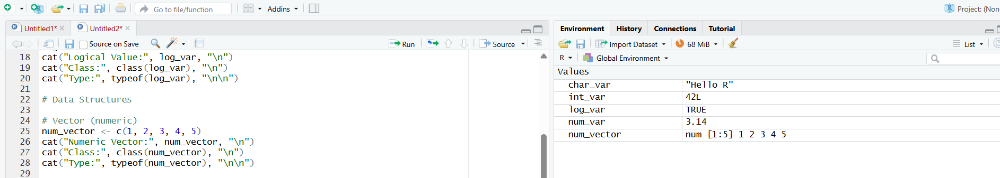 Go to file/function
Addins
Project: (Non
Untitled1*
Untitled2*
Source on Save
Run
Source
18 cat("Logical Value:", log_var, "\n")
19 cat("Class:", class(log_var), "\n")
20 cat("Type:", typeof(log_var), "\n\n")
21
22 # Data Structures
23
24 # Vector (numeric)
25 num_vector <- c(1, 2, 3, 4, 5)
26 cat("Numeric Vector:", num_vector, "\n")
27 cat("Class:", class(num_vector), "\n")
28 cat("Type:", typeof(num_vector), "\n\n")
29
Environment History Connections Tutorial
Import Dataset 68 MiB List
R Global Environment
Values
char_var "Hello R"
int_var 42L
log_var TRUE
num_var 3.14
num_vector num [1:5] 1 2 3 4 5